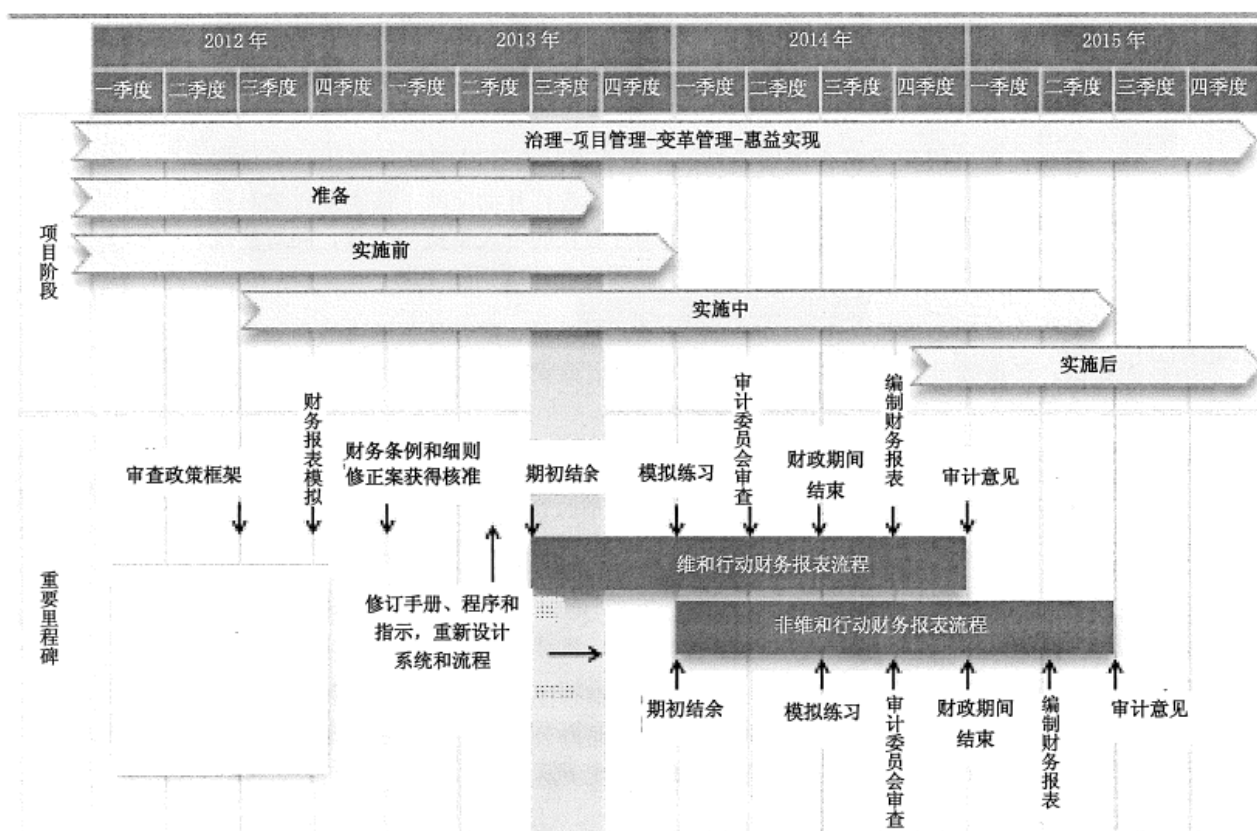 2012 年
2013 年
2014 年
2015 年
一季度 二季度 三季度 四季度 一季度 二季度 三季度 四季度 一季度 二季度 三季度 四季度 一季度 二季度 三季度 四季度
项目阶段
治理-项目管理-变革管理-惠益实现
准备
实施前
实施中
实施后
重要里程碑
审查政策框架
财务报表模拟
财务条例和细则
修正案获得核准
期初结余
模拟练习
审计委员会审查
财政期间
结束
编制财务报表
审计意见
维和行动财务报表流程
修订手册、程序和
指示，重新设计
系统和流程
非维和行动财务报表流程
期初结余
模拟练习
审计委员会审查
财政期间
结束
编制财务报表
审计意见